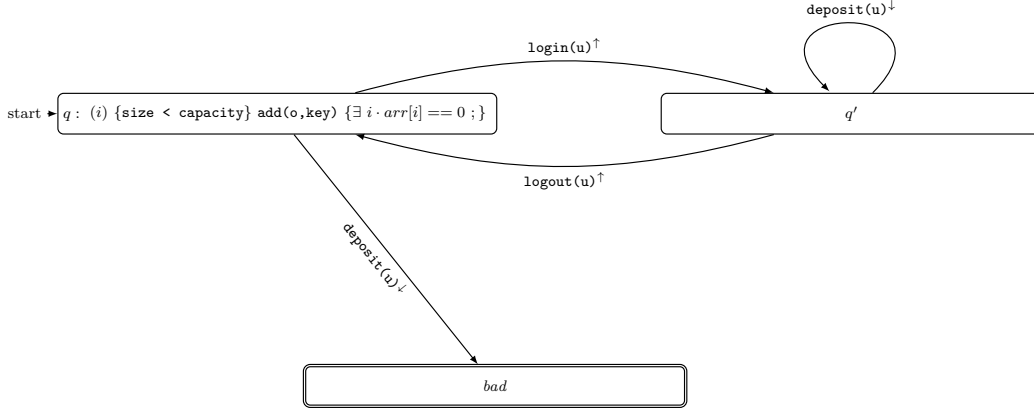 deposit(u)↓
login(u)↑
start
q : (i) {size < capacity} add(o,key) {∃ i · arr[i] == 0 ; }
q′
logout(u)↑
deposit(u)↓
bad